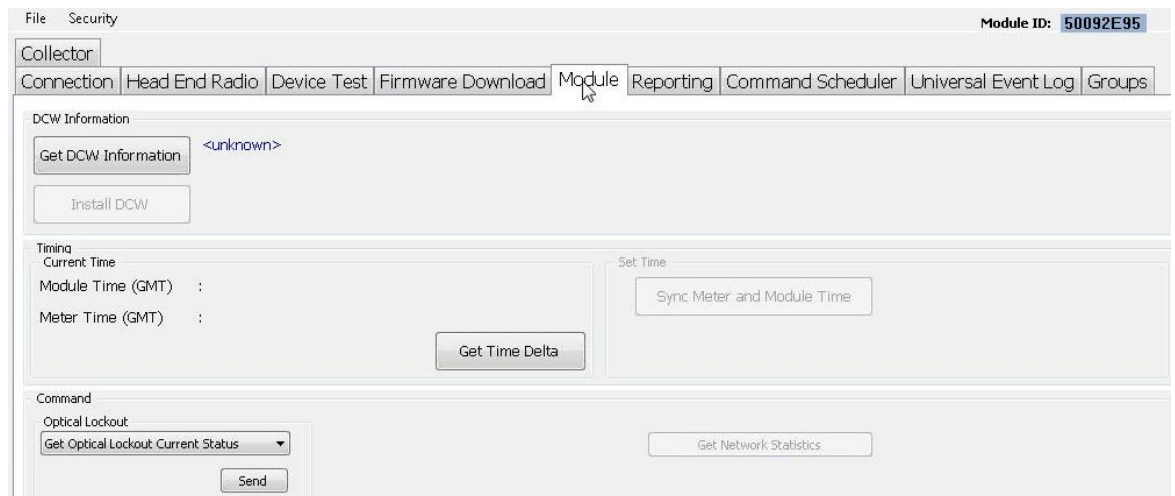 File Security Module ID: 50092E95
Collector
Connection Head End Radio Device Test Firmware Download Module Reporting Command Scheduler Universal Event Log Groups
DCW Information
Get DCW Information <unknown>
Install DCW
Timing
Current Time Set Time
Module Time (GMT) :
Sync Meter and Module Time
Meter Time (GMT) :
Get Time Delta
Command
Optical Lockout
Get Optical Lockout Current Status
Get Network Statistics
Send